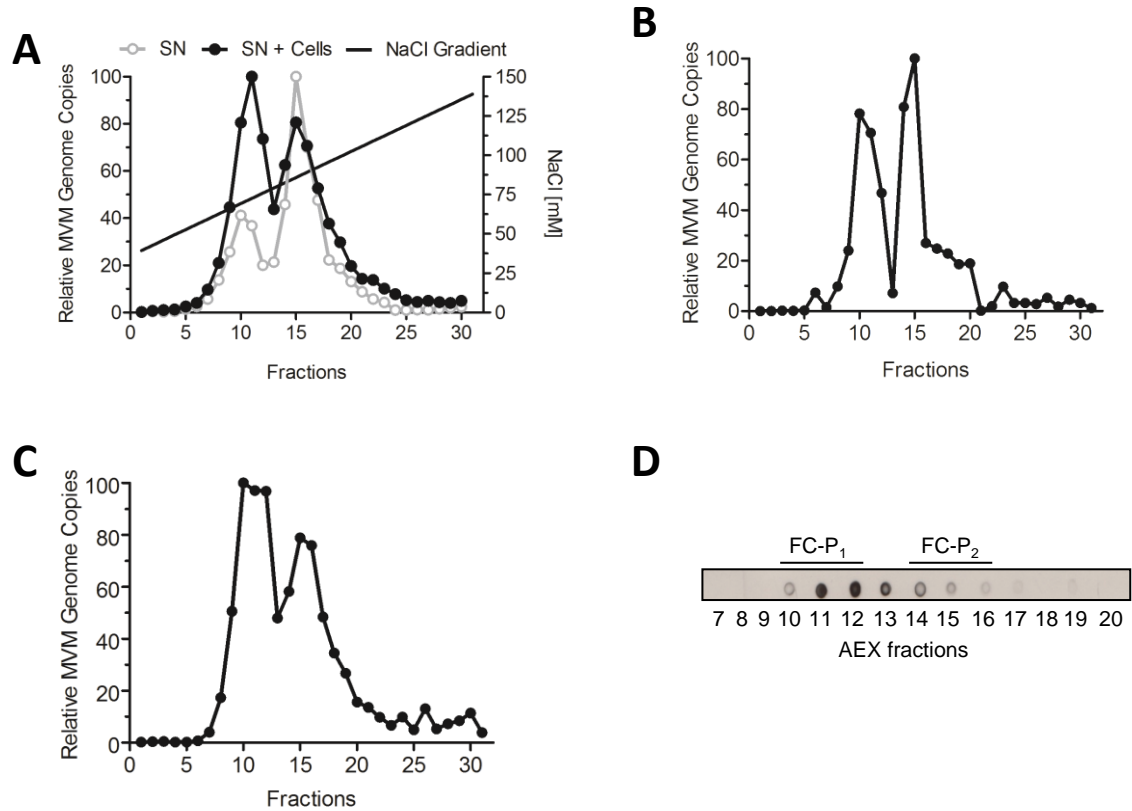 A
SN SN + Cells NaCl Gradient
Relative MVM Genome Copies
100
80
60
40
20
0
150
125
100
75
50
25
0
NaCl [mM]
0 5 10 15 20 25 30
Fractions
B
Relative MVM Genome Copies
100
80
60
40
20
0
0 5 10 15 20 25 30
Fractions
C
Relative MVM Genome Copies
100
80
60
40
20
0
0 5 10 15 20 25 30
Fractions
D
FC-P1 FC-P2
7 8 9 10 11 12 13 14 15 16 17 18 19 20
AEX fractions